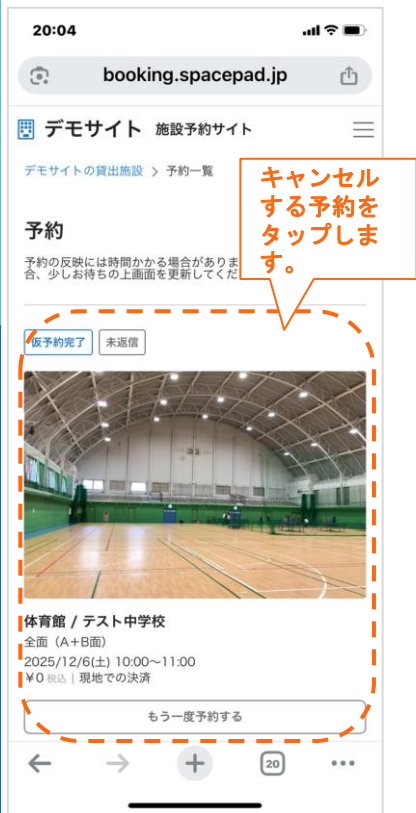 20:04
booking.spacepad.jp
デモサイト 施設予約サイト
デモサイトの貸出施設 > 予約一覧
キャンセル
する予約を
タップしま
す。
予約
予約の反映には時間かかる場合がありま
合、少しお待ちの上画面を更新してくだ
仮予約完了 未返信
体育館 / テスト中学校
全面（A+B面）
2025/12/6(土) 10:00〜11:00
¥0 税込 | 現地での決済
もう一度予約する
20